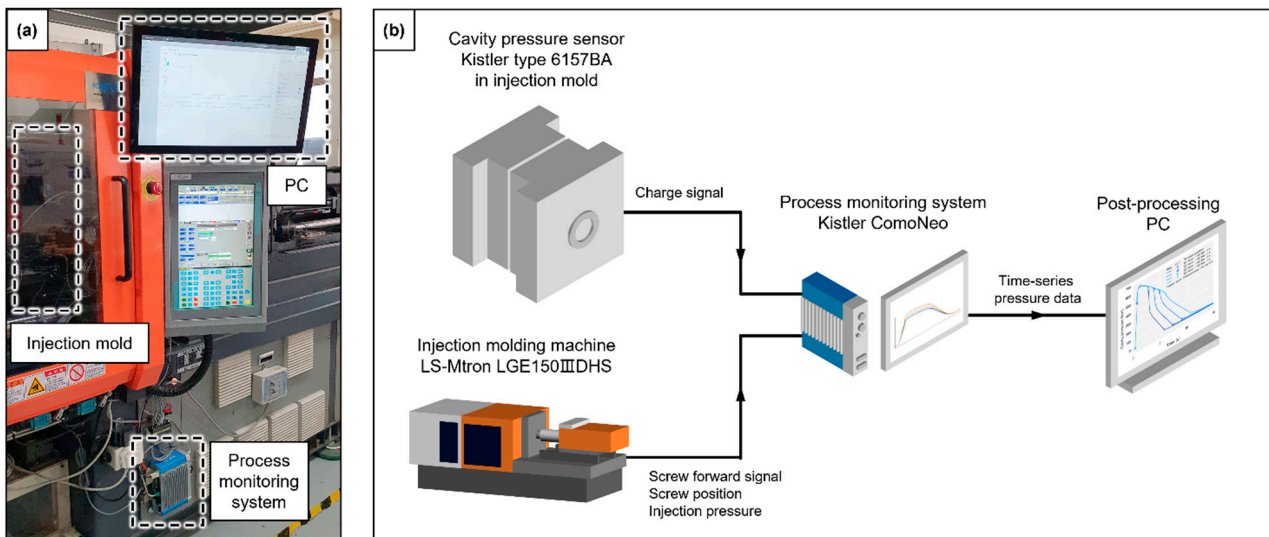 (a)
PC
Injection mold
Process
monitoring
system
(b)
Cavity pressure sensor
Kistler type 6157BA
in injection mold
Charge signal
Process monitoring system
Kistler ComoNeo
Time-series
pressure data
Post-processing
PC
Injection molding machine
LS-Mtron LGE150ⅢDHS
Screw forward signal
Screw position
Injection pressure